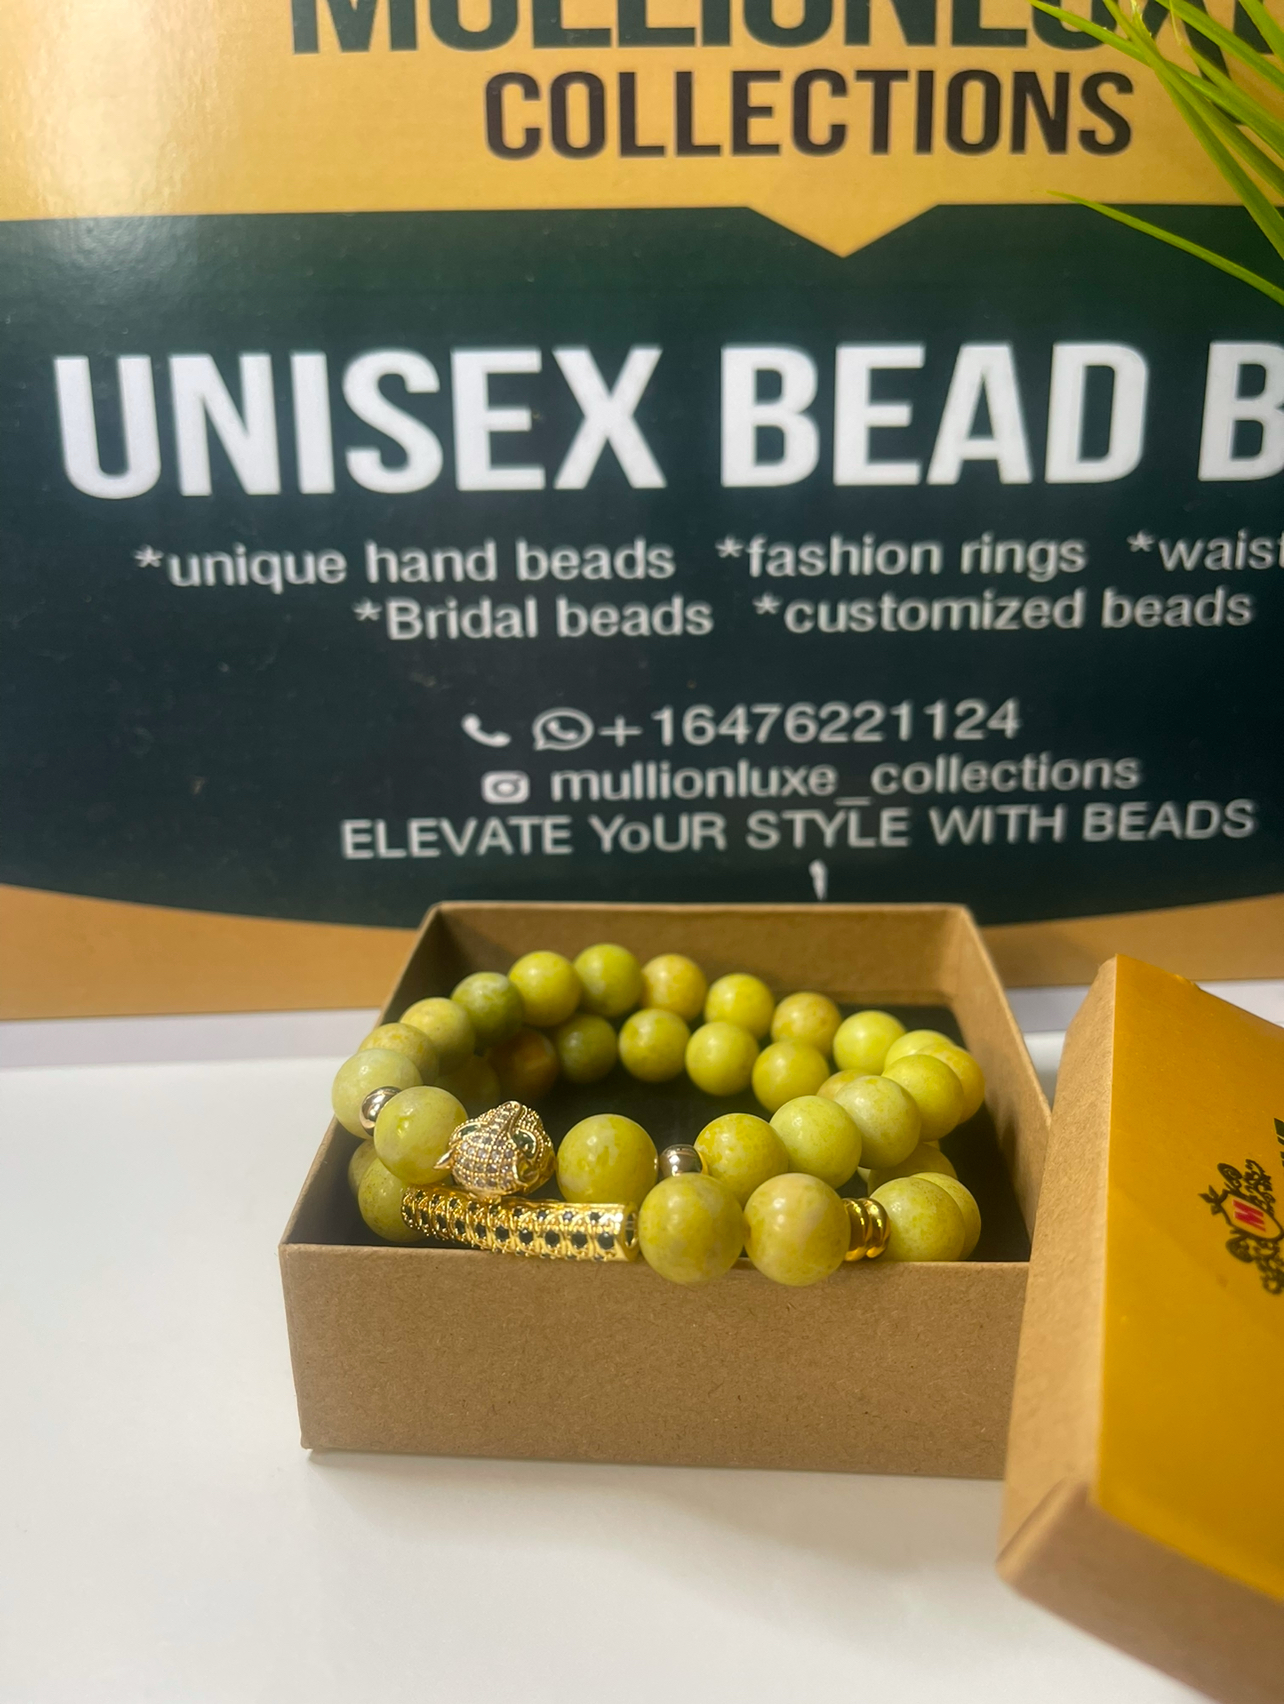 COLLECTIONS
UNISEX BEAD
*unique hand beads *fashion rings *waist
*Bridal beads *customized beads
+16476221124
mullionluxe_collections
ELEVATE YoUR STYLE WITH BEADS
M